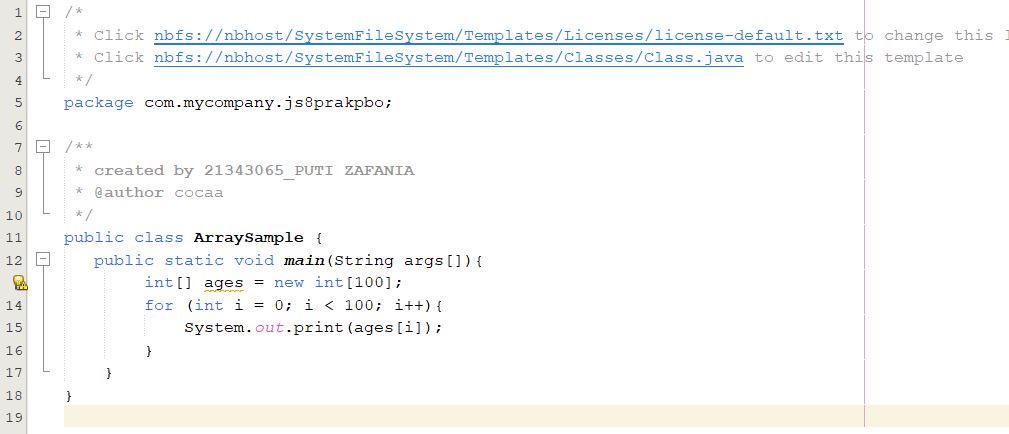 1 /*
2 * Click nbfs://nbhost/SystemFileSystem/Templates/Licenses/license-default.txt to change this l
3 * Click nbfs://nbhost/SystemFileSystem/Templates/Classes/Class.java to edit this template
4 */
5 package com.mycompany.js8prakpbo;
6
7 /**
8 * created by 21343065_PUTI ZAFANIA
9 * @author cocaa
10 */
11 public class ArraySample {
12 public static void main(String args[]){
int[] ages = new int[100];
14 for (int i = 0; i < 100; i++){
15 System.out.print(ages[i]);
16 }
17 }
18 }
19